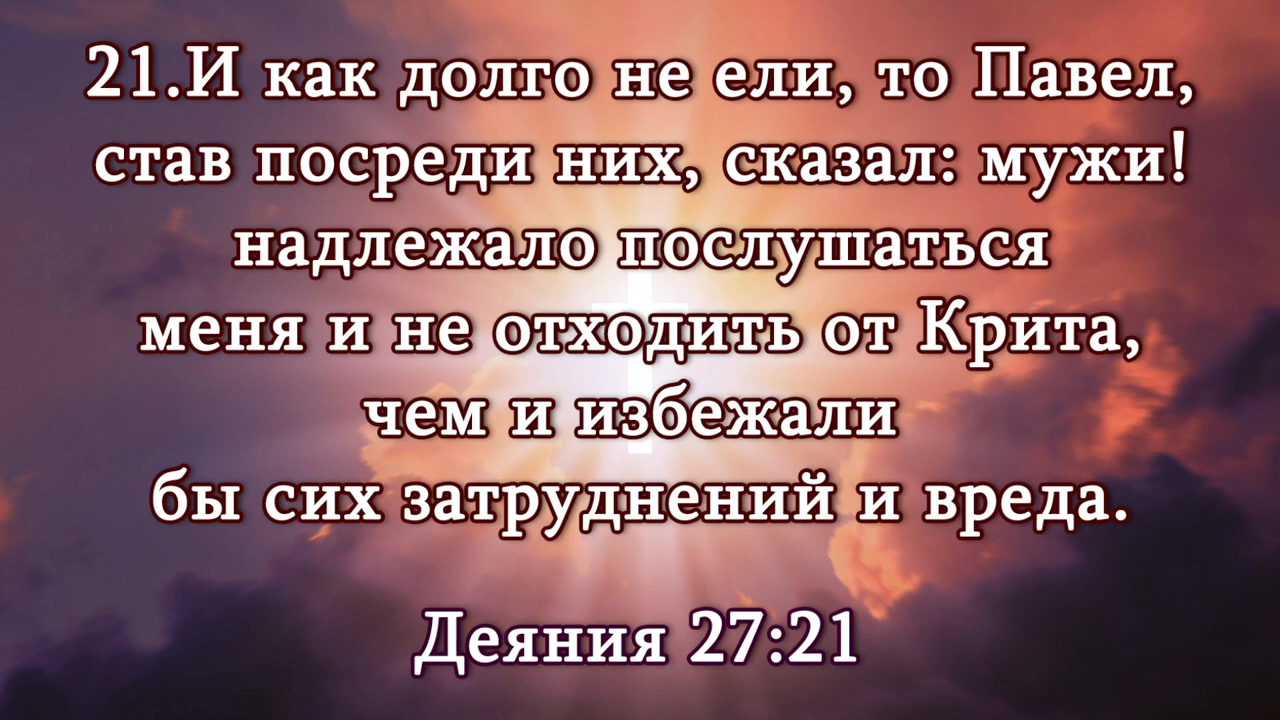 21.И как долго не ели, то Павел,
став посреди них, сказал: мужи!
надлежало послушаться
меня и не отходить от Крита,
чем и избежали
бы сих затруднений и вреда.
Деяния 27:21